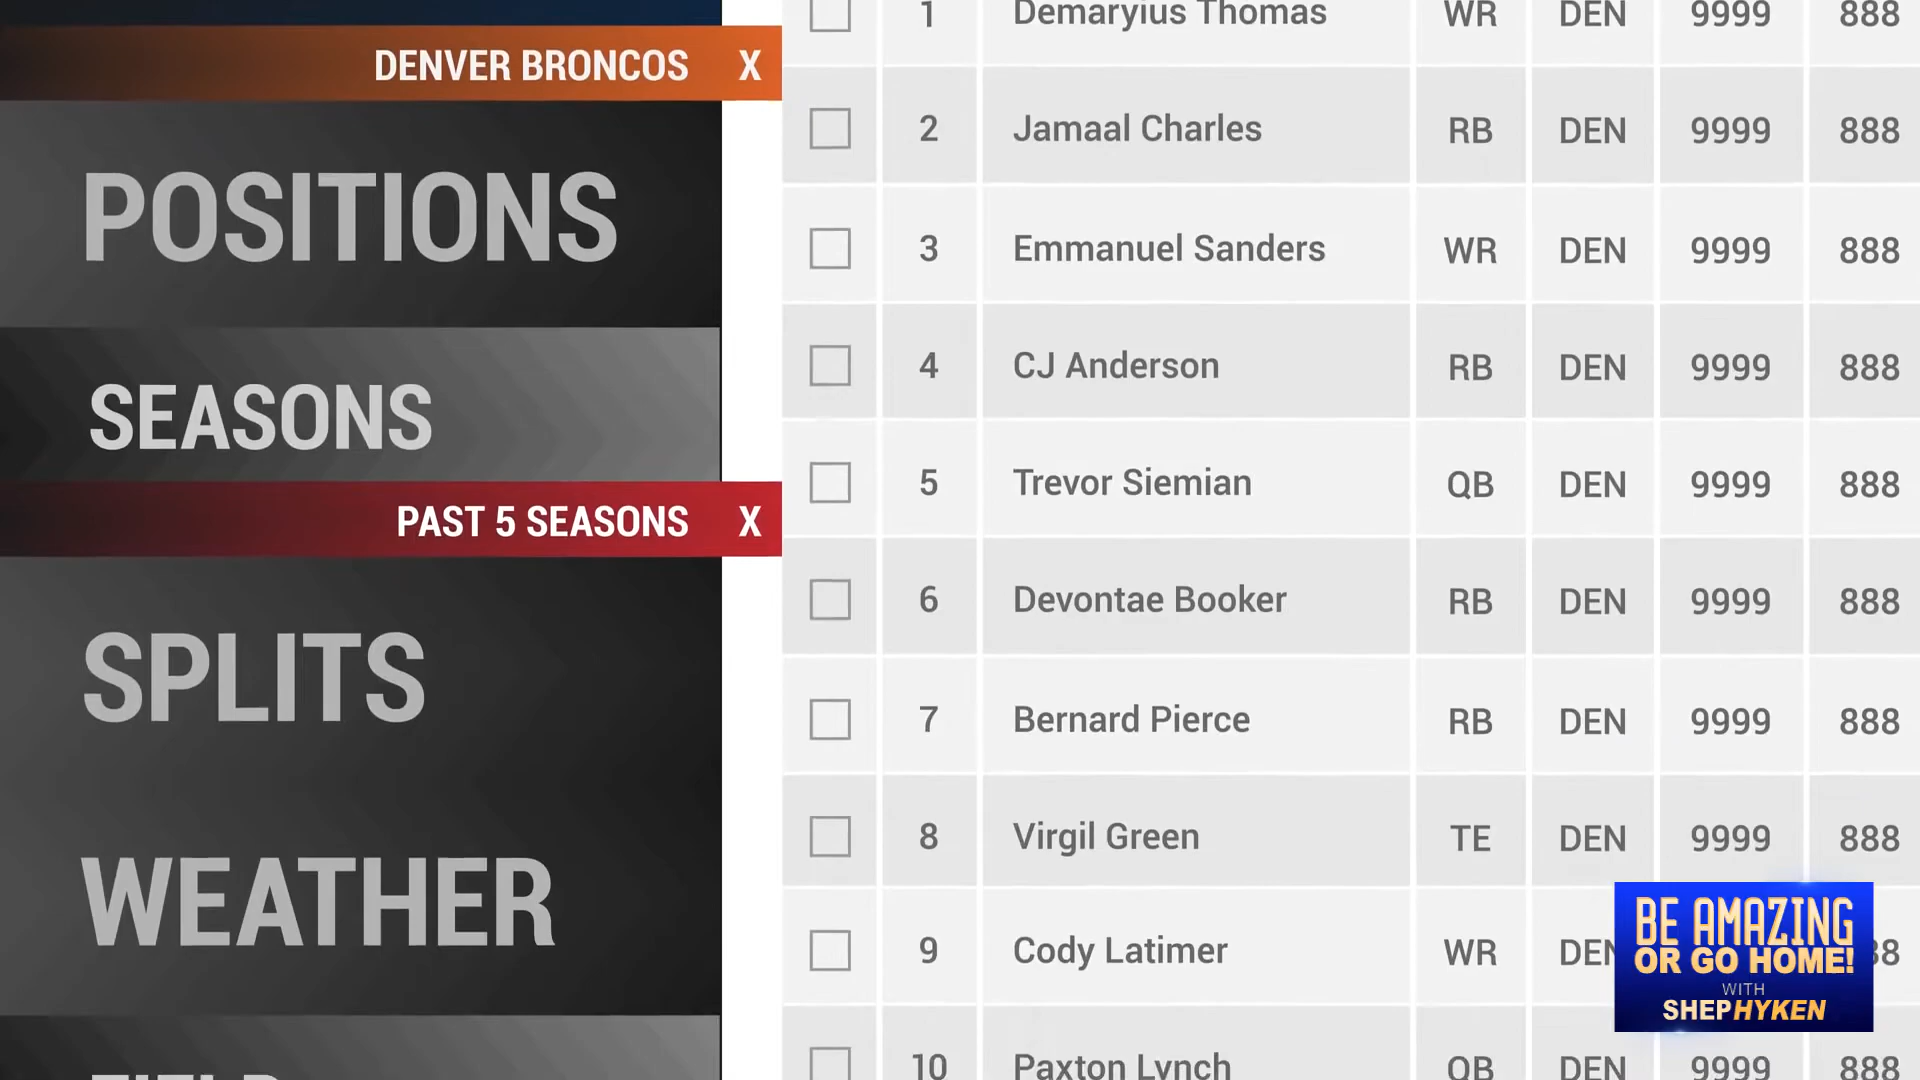 DENVER BRONCOS X
POSITIONS
SEASONS
PAST 5 SEASONS X
SPLITS
WEATHER
FIELD
1 Demaryius Thomas WR DEN 9999 888
2 Jamaal Charles RB DEN 9999 888
3 Emmanuel Sanders WR DEN 9999 888
4 CJ Anderson RB DEN 9999 888
5 Trevor Siemian QB DEN 9999 888
6 Devontae Booker RB DEN 9999 888
7 Bernard Pierce RB DEN 9999 888
8 Virgil Green TE DEN 9999 888
9 Cody Latimer WR DEN
10 Paxton Lynch QB DEN 9999 888
BE AMAZING
OR GO HOME!
WITH
SHEPHYKEN